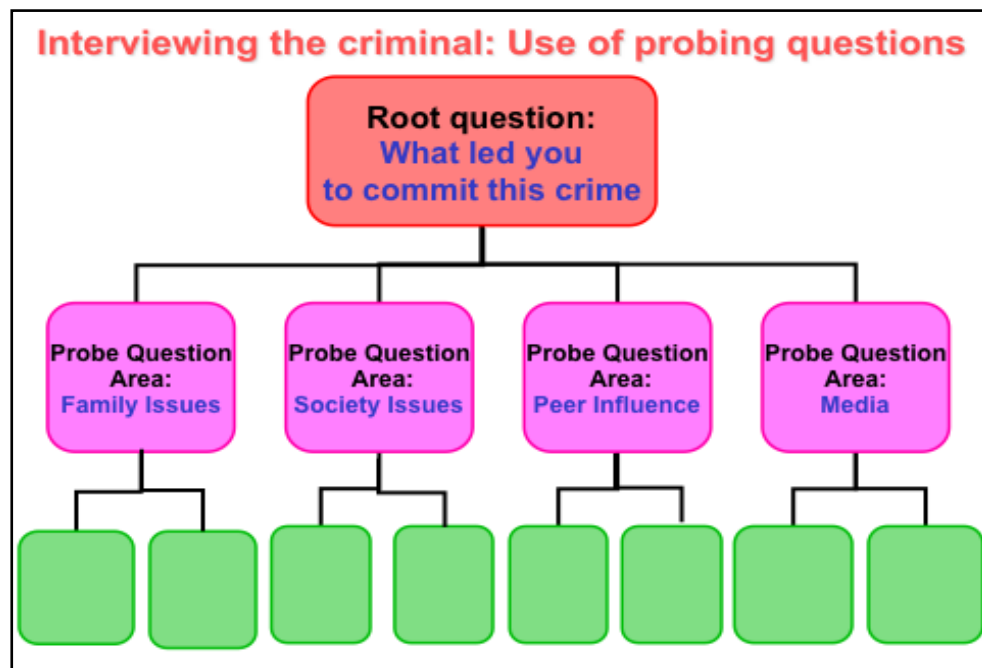 Interviewing the criminal: Use of probing questions
Root question:
What led you
to commit this crime
Probe Question
Area:
Family Issues
Probe Question
Area:
Society Issues
Probe Question
Area:
Peer Influence
Probe Question
Area:
Media